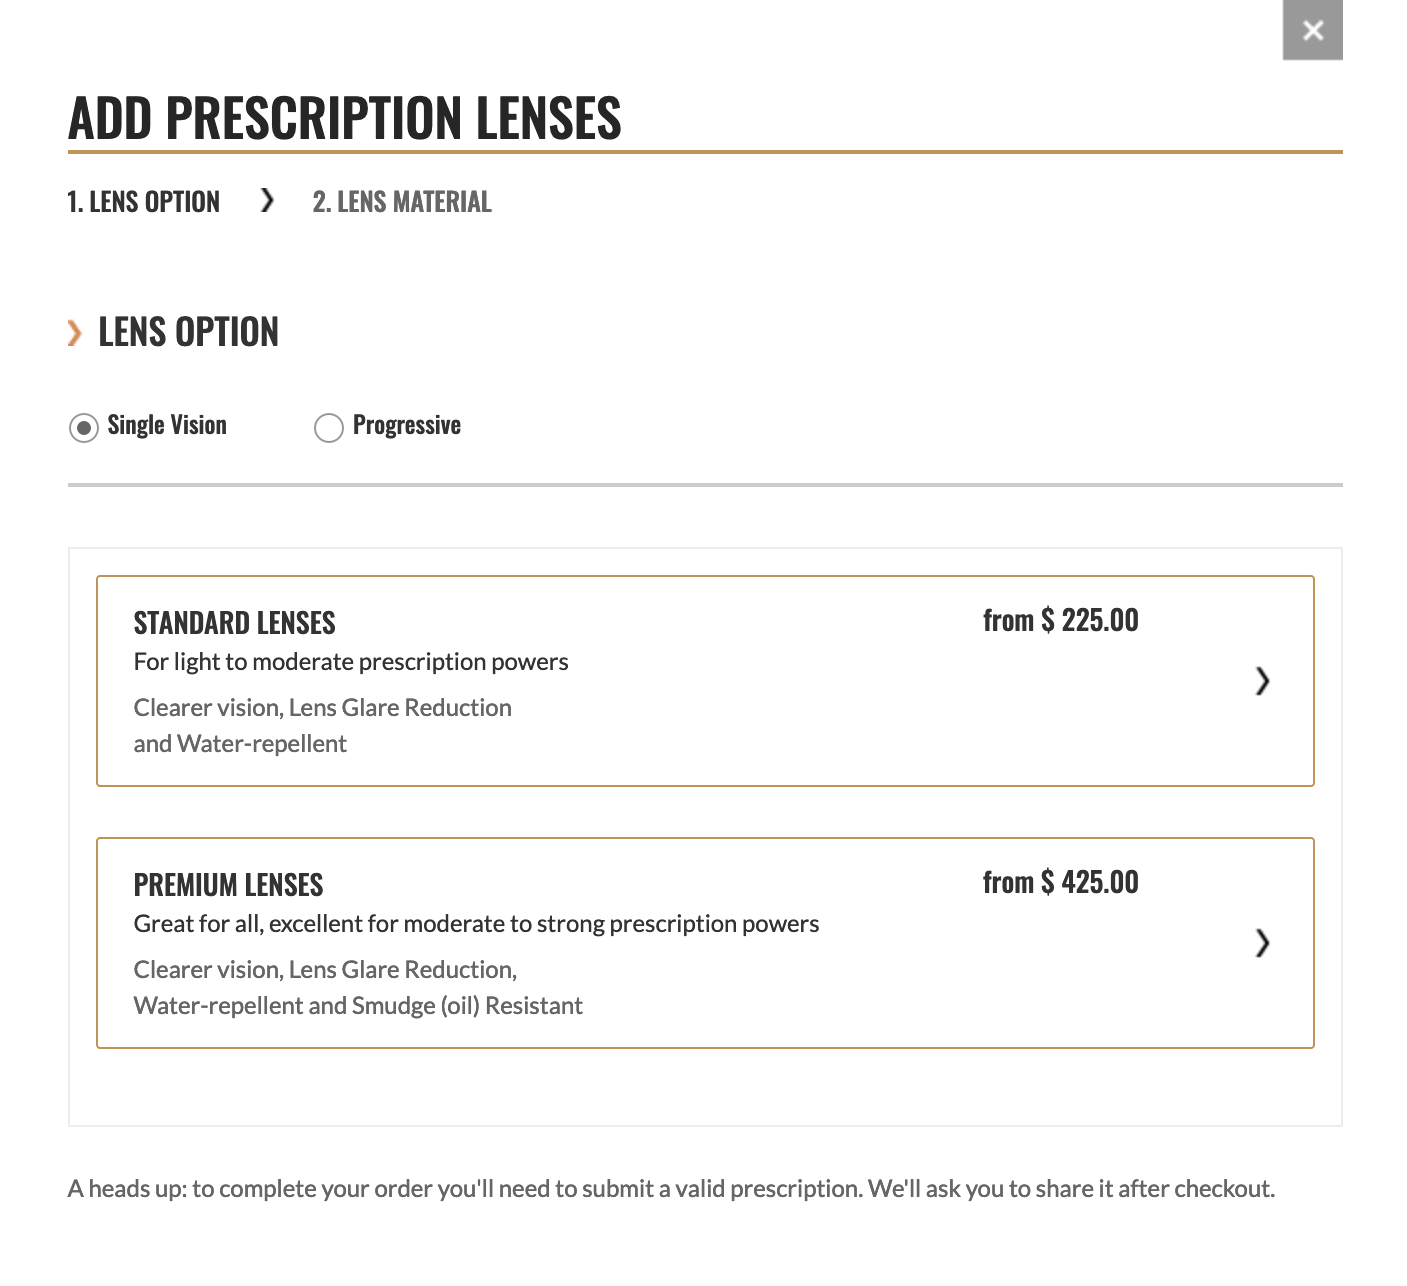 ADD PRESCRIPTION LENSES
1. LENS OPTION 2. LENS MATERIAL
LENS OPTION
Single Vision Progressive
STANDARD LENSES from $ 225.00
For light to moderate prescription powers
Clearer vision, Lens Glare Reduction
and Water-repellent
PREMIUM LENSES from $ 425.00
Great for all, excellent for moderate to strong prescription powers
Clearer vision, Lens Glare Reduction,
Water-repellent and Smudge (oil) Resistant
A heads up: to complete your order you'll need to submit a valid prescription. We'll ask you to share it after checkout.